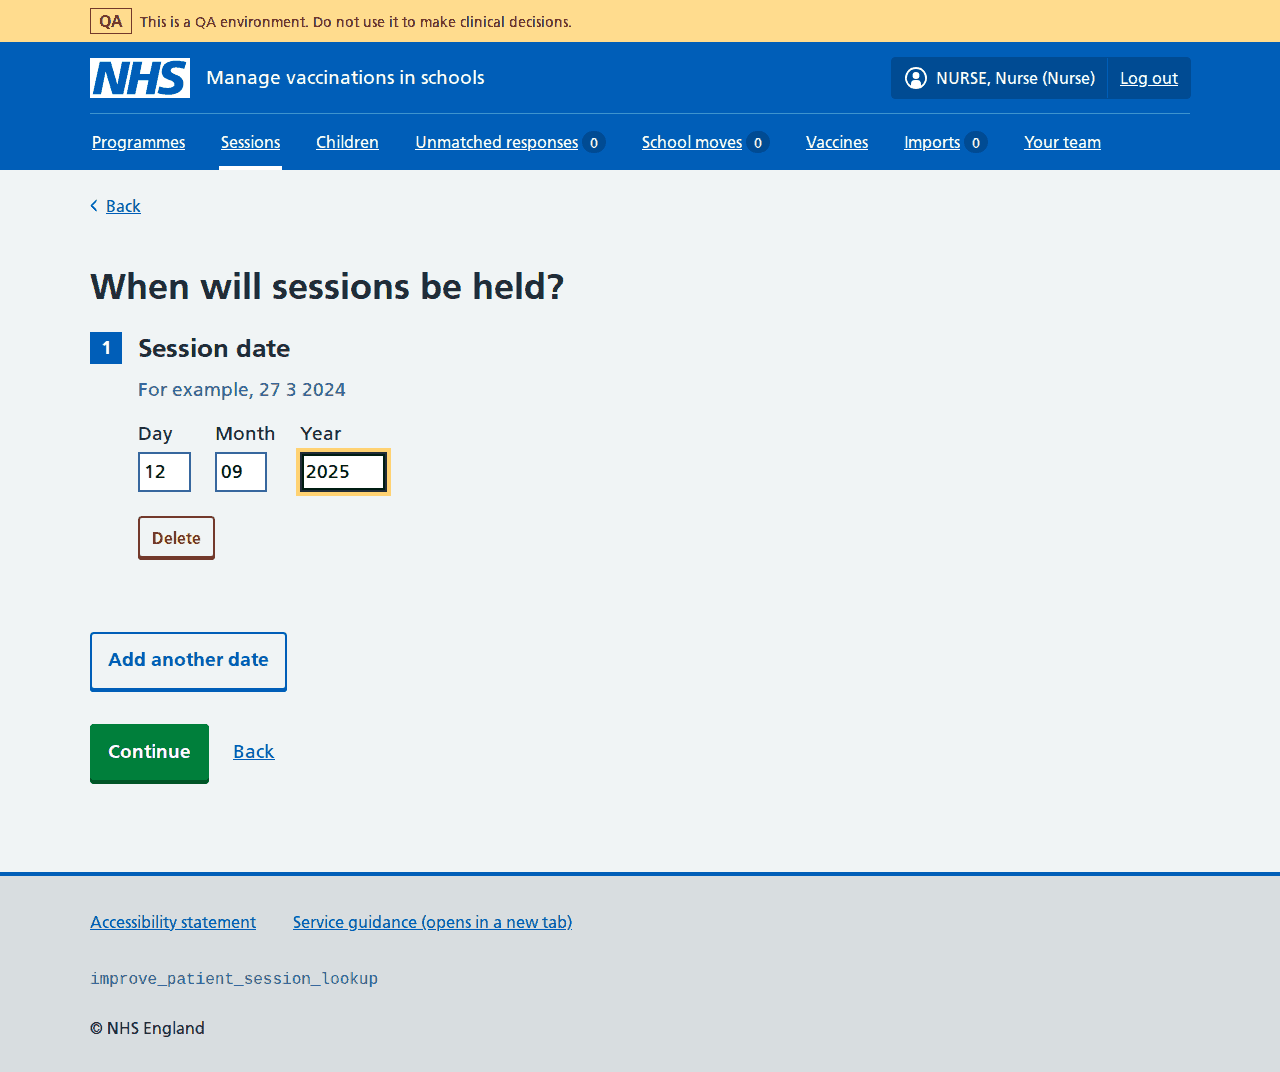 QA This is a QA environment. Do not use it to make clinical decisions.
NHS Manage vaccinations in schools NURSE, Nurse (Nurse) Log out
Programmes Sessions Children Unmatched responses 0 School moves 0 Vaccines Imports 0 Your team
Back
When will sessions be held?
1 Session date
For example, 27 3 2024
Day Month Year
12 09 2025
Delete
Add another date
Continue Back
Accessibility statement Service guidance (opens in a new tab)
improve_patient_session_lookup
© NHS England